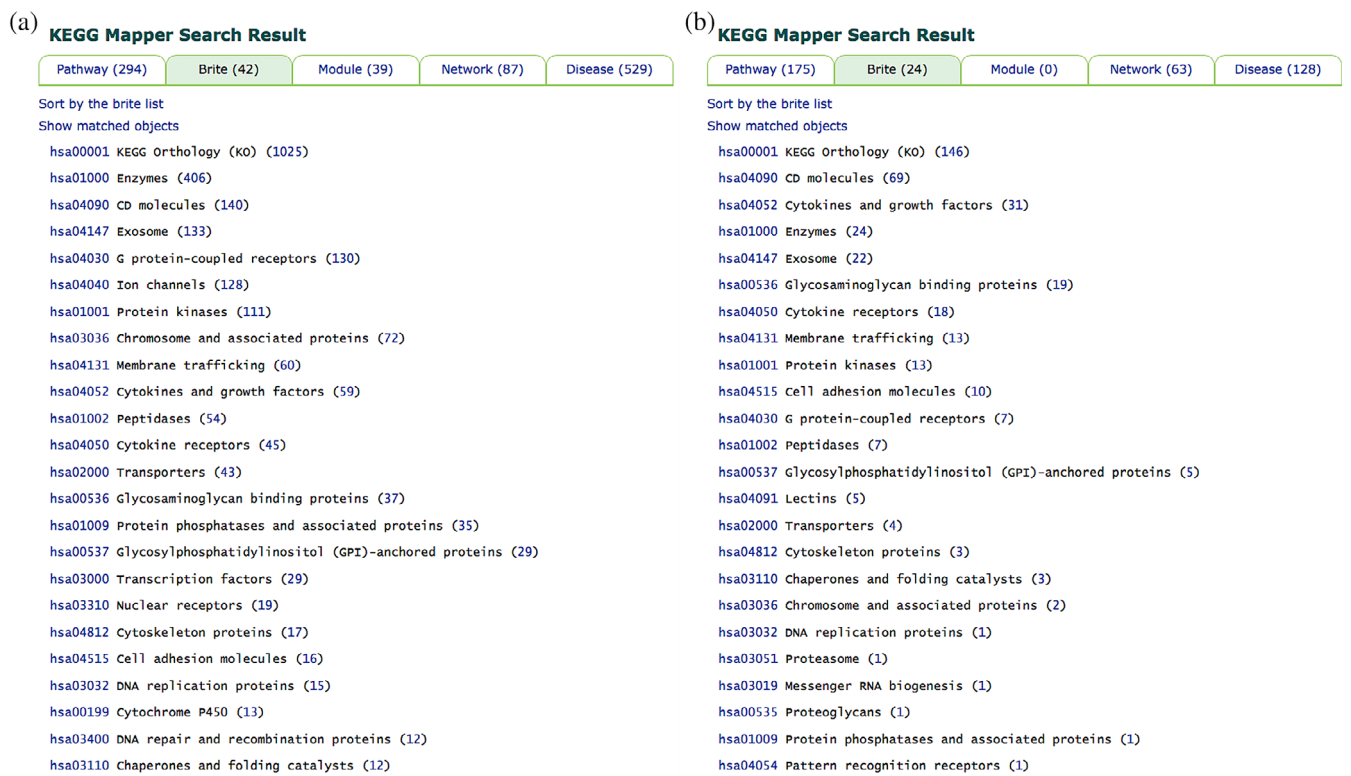 (a)
KEGG Mapper Search Result
Pathway (294) Brite (42) Module (39) Network (87) Disease (529)
Sort by the brite list
Show matched objects
hsa00001 KEGG Orthology (KO) (1025)
hsa01000 Enzymes (406)
hsa04090 CD molecules (140)
hsa04147 Exosome (133)
hsa04030 G protein-coupled receptors (130)
hsa04040 Ion channels (128)
hsa01001 Protein kinases (111)
hsa03036 Chromosome and associated proteins (72)
hsa04131 Membrane trafficking (60)
hsa04052 Cytokines and growth factors (59)
hsa01002 Peptidases (54)
hsa04050 Cytokine receptors (45)
hsa02000 Transporters (43)
hsa00536 Glycosaminoglycan binding proteins (37)
hsa01009 Protein phosphatases and associated proteins (35)
hsa00537 Glycosylphosphatidylinositol (GPI)-anchored proteins (29)
hsa03000 Transcription factors (29)
hsa03310 Nuclear receptors (19)
hsa04812 Cytoskeleton proteins (17)
hsa04515 Cell adhesion molecules (16)
hsa03032 DNA replication proteins (15)
hsa00199 Cytochrome P450 (13)
hsa03400 DNA repair and recombination proteins (12)
hsa03110 Chaperones and folding catalysts (12)
(b)
KEGG Mapper Search Result
Pathway (175) Brite (24) Module (0) Network (63) Disease (128)
Sort by the brite list
Show matched objects
hsa00001 KEGG Orthology (KO) (146)
hsa04090 CD molecules (69)
hsa04052 Cytokines and growth factors (31)
hsa01000 Enzymes (24)
hsa04147 Exosome (22)
hsa00536 Glycosaminoglycan binding proteins (19)
hsa04050 Cytokine receptors (18)
hsa04131 Membrane trafficking (13)
hsa01001 Protein kinases (13)
hsa04515 Cell adhesion molecules (10)
hsa04030 G protein-coupled receptors (7)
hsa01002 Peptidases (7)
hsa00537 Glycosylphosphatidylinositol (GPI)-anchored proteins (5)
hsa04091 Lectins (5)
hsa02000 Transporters (4)
hsa04812 Cytoskeleton proteins (3)
hsa03110 Chaperones and folding catalysts (3)
hsa03036 Chromosome and associated proteins (2)
hsa03032 DNA replication proteins (1)
hsa03051 Proteasome (1)
hsa03019 Messenger RNA biogenesis (1)
hsa00535 Proteoglycans (1)
hsa01009 Protein phosphatases and associated proteins (1)
hsa04054 Pattern recognition receptors (1)